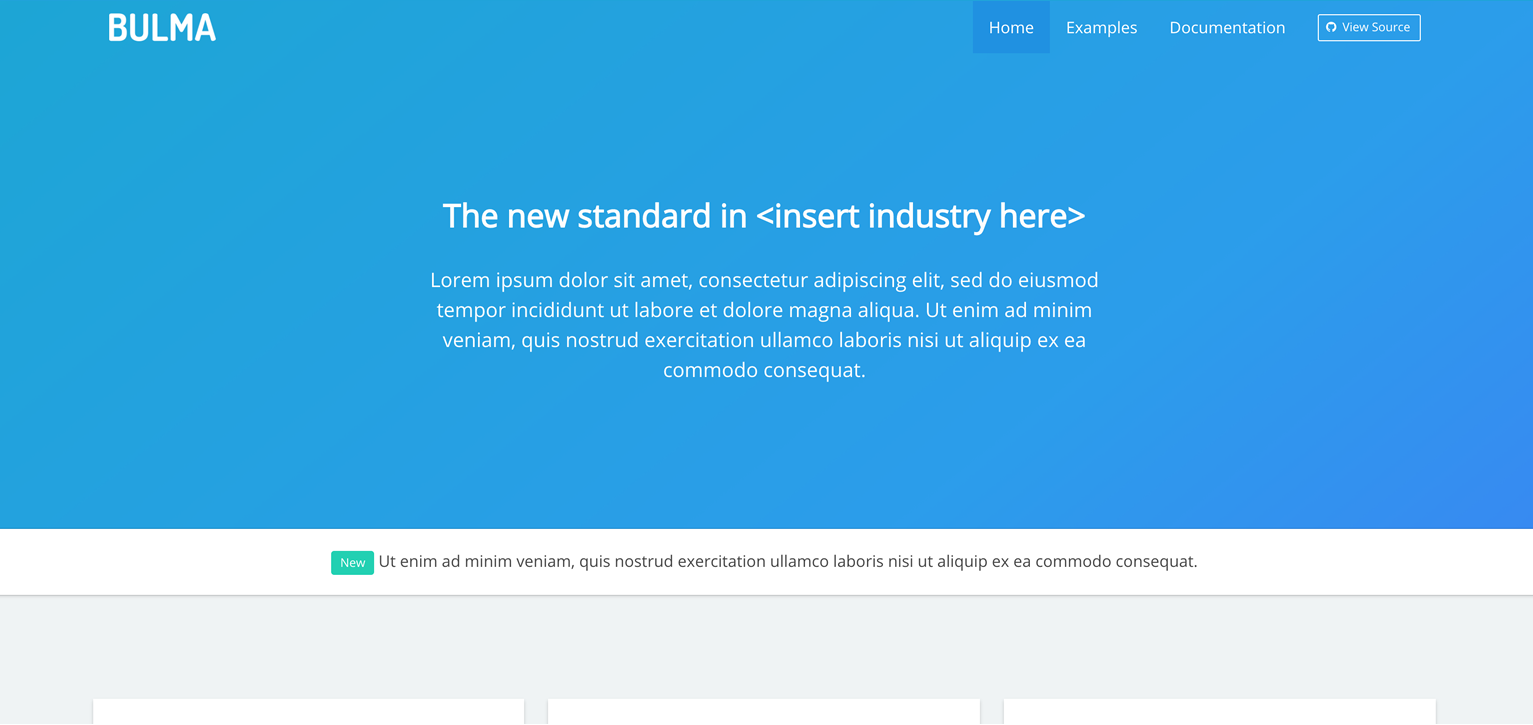 BULMA
Home Examples Documentation View Source
The new standard in <insert industry here>
Lorem ipsum dolor sit amet, consectetur adipiscing elit, sed do eiusmod
tempor incididunt ut labore et dolore magna aliqua. Ut enim ad minim
veniam, quis nostrud exercitation ullamco laboris nisi ut aliquip ex ea
commodo consequat.
New Ut enim ad minim veniam, quis nostrud exercitation ullamco laboris nisi ut aliquip ex ea commodo consequat.